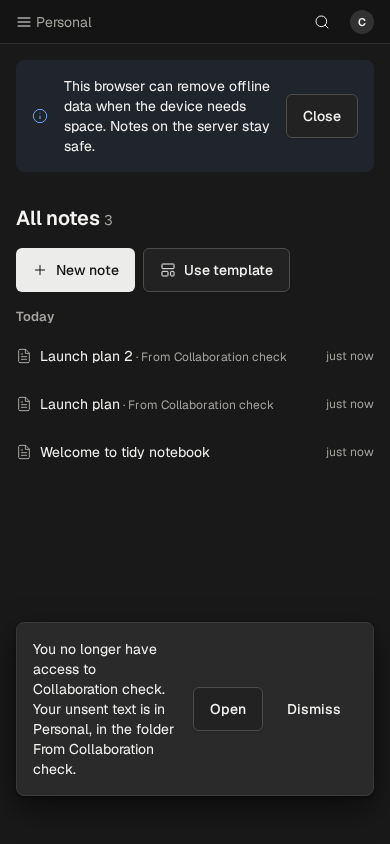 Personal
C
This browser can remove offline
data when the device needs
space. Notes on the server stay
safe.
Close
All notes 3
New note
Use template
Today
Launch plan 2 · From Collaboration check
just now
Launch plan · From Collaboration check
just now
Welcome to tidy notebook
just now
You no longer have
access to
Collaboration check.
Your unsent text is in
Personal, in the folder
From Collaboration
check.
Open
Dismiss